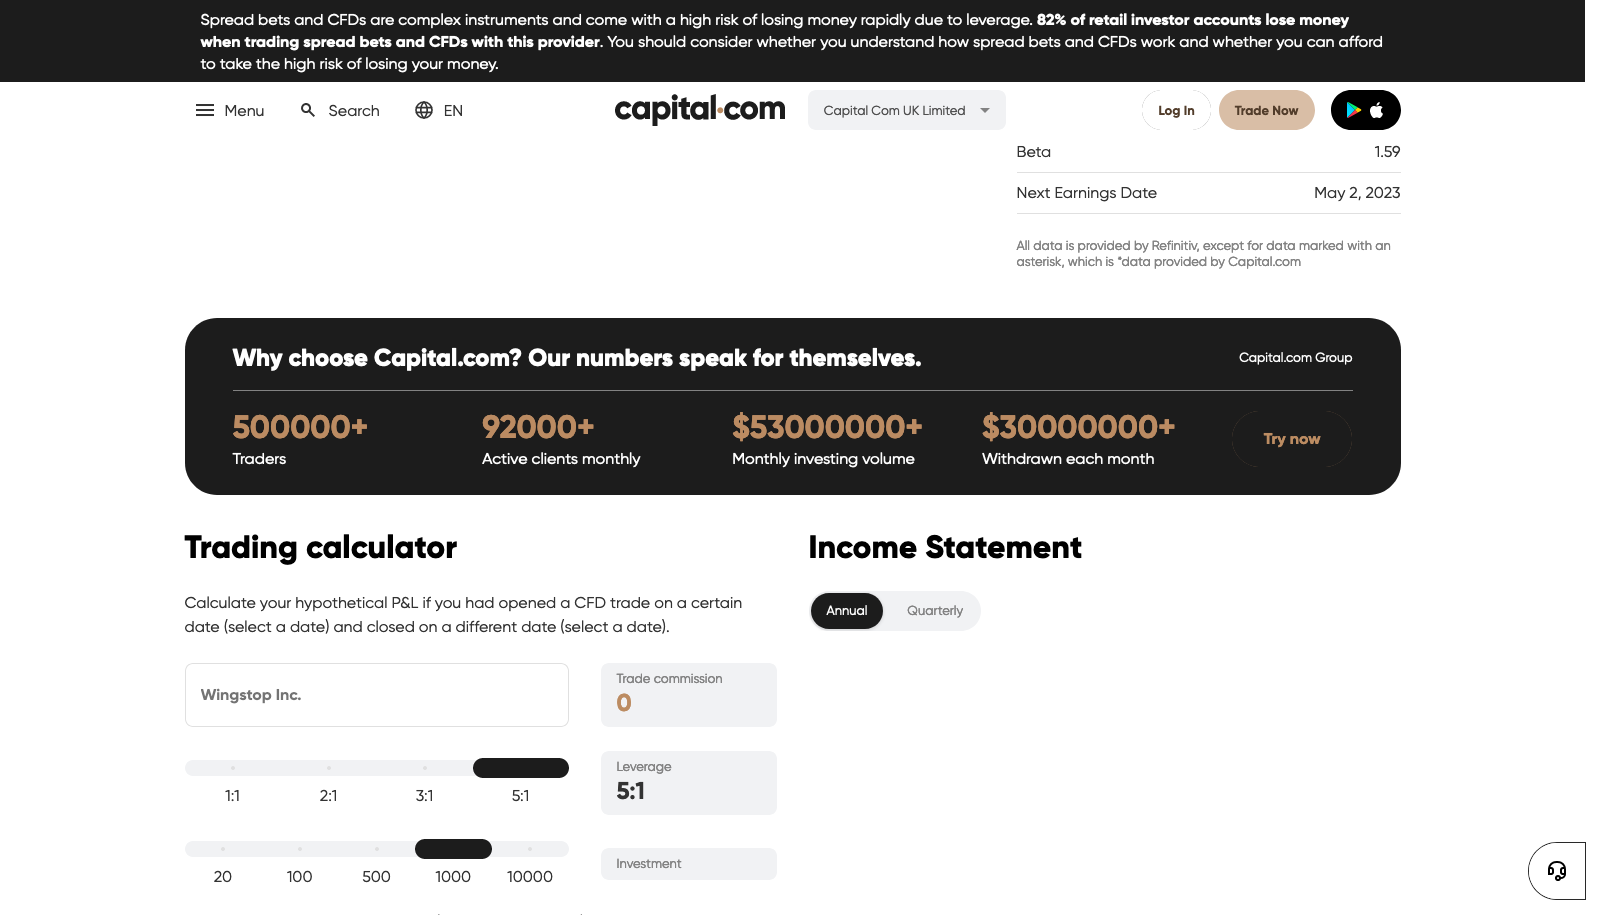 Spread bets and CFDs are complex instruments and come with a high risk of losing money rapidly due to leverage. 82% of retail investor accounts lose money
when trading spread bets and CFDs with this provider. You should consider whether you understand how spread bets and CFDs work and whether you can afford
to take the high risk of losing your money.
Menu Search EN capital.com Capital Com UK Limited Log In Trade Now
Beta 1.59
Next Earnings Date May 2, 2023
All data is provided by Refinitiv, except for data marked with an
asterisk, which is *data provided by Capital.com
Why choose Capital.com? Our numbers speak for themselves. Capital.com Group
500000+ 92000+ $53000000+ $30000000+ Try now
Traders Active clients monthly Monthly investing volume Withdrawn each month
Trading calculator
Calculate your hypothetical P&L if you had opened a CFD trade on a certain
date (select a date) and closed on a different date (select a date).
Wingstop Inc.
Trade commission
0
1:1 2:1 3:1 5:1
Leverage
5:1
20 100 500 1000 10000
Investment
Income Statement
Annual Quarterly